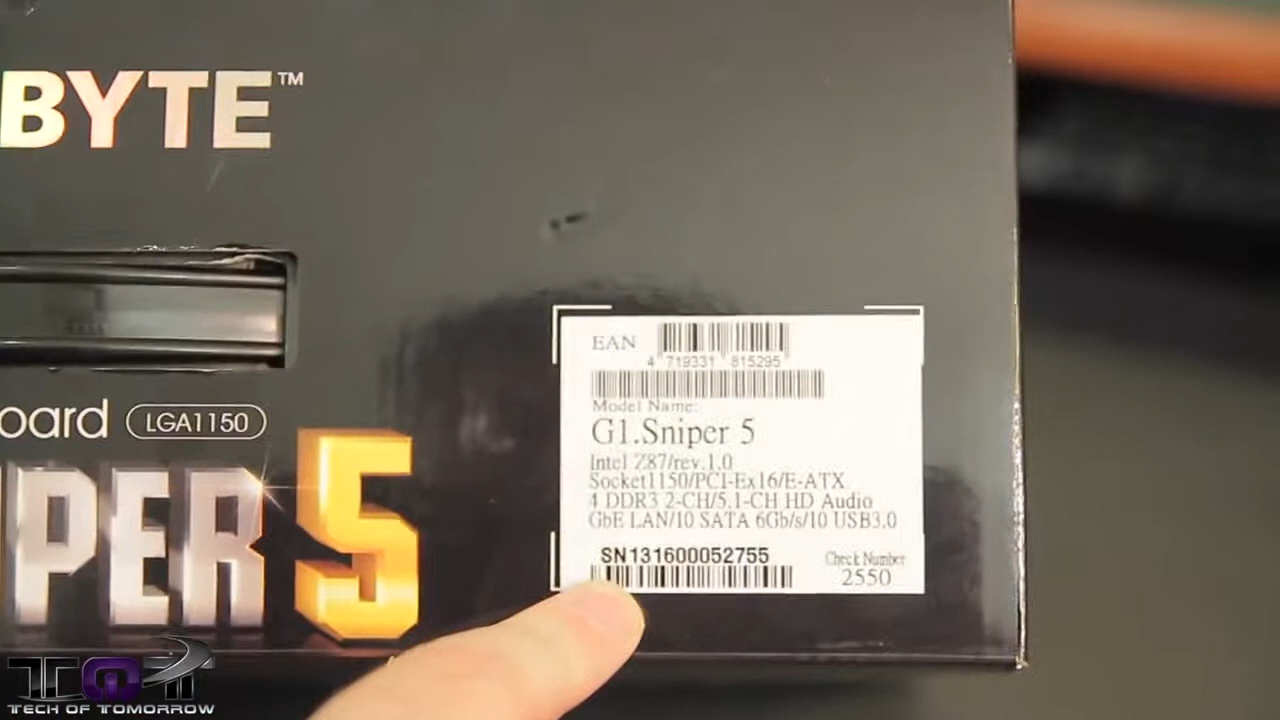 BYTE™
EAN
4 719331 815295
Model Name:
G1.Sniper 5
Intel Z87/rev.1.0
Socket1150/PCI-Ex16/E-ATX
4 DDR3 2-CH/5.1-CH HD Audio
GbE LAN/10 SATA 6Gb/s/10 USB3.0
SN131600052755
Check Number
2550
oard LGA1150
IPER 5
TOT
TECH OF TOMORROW